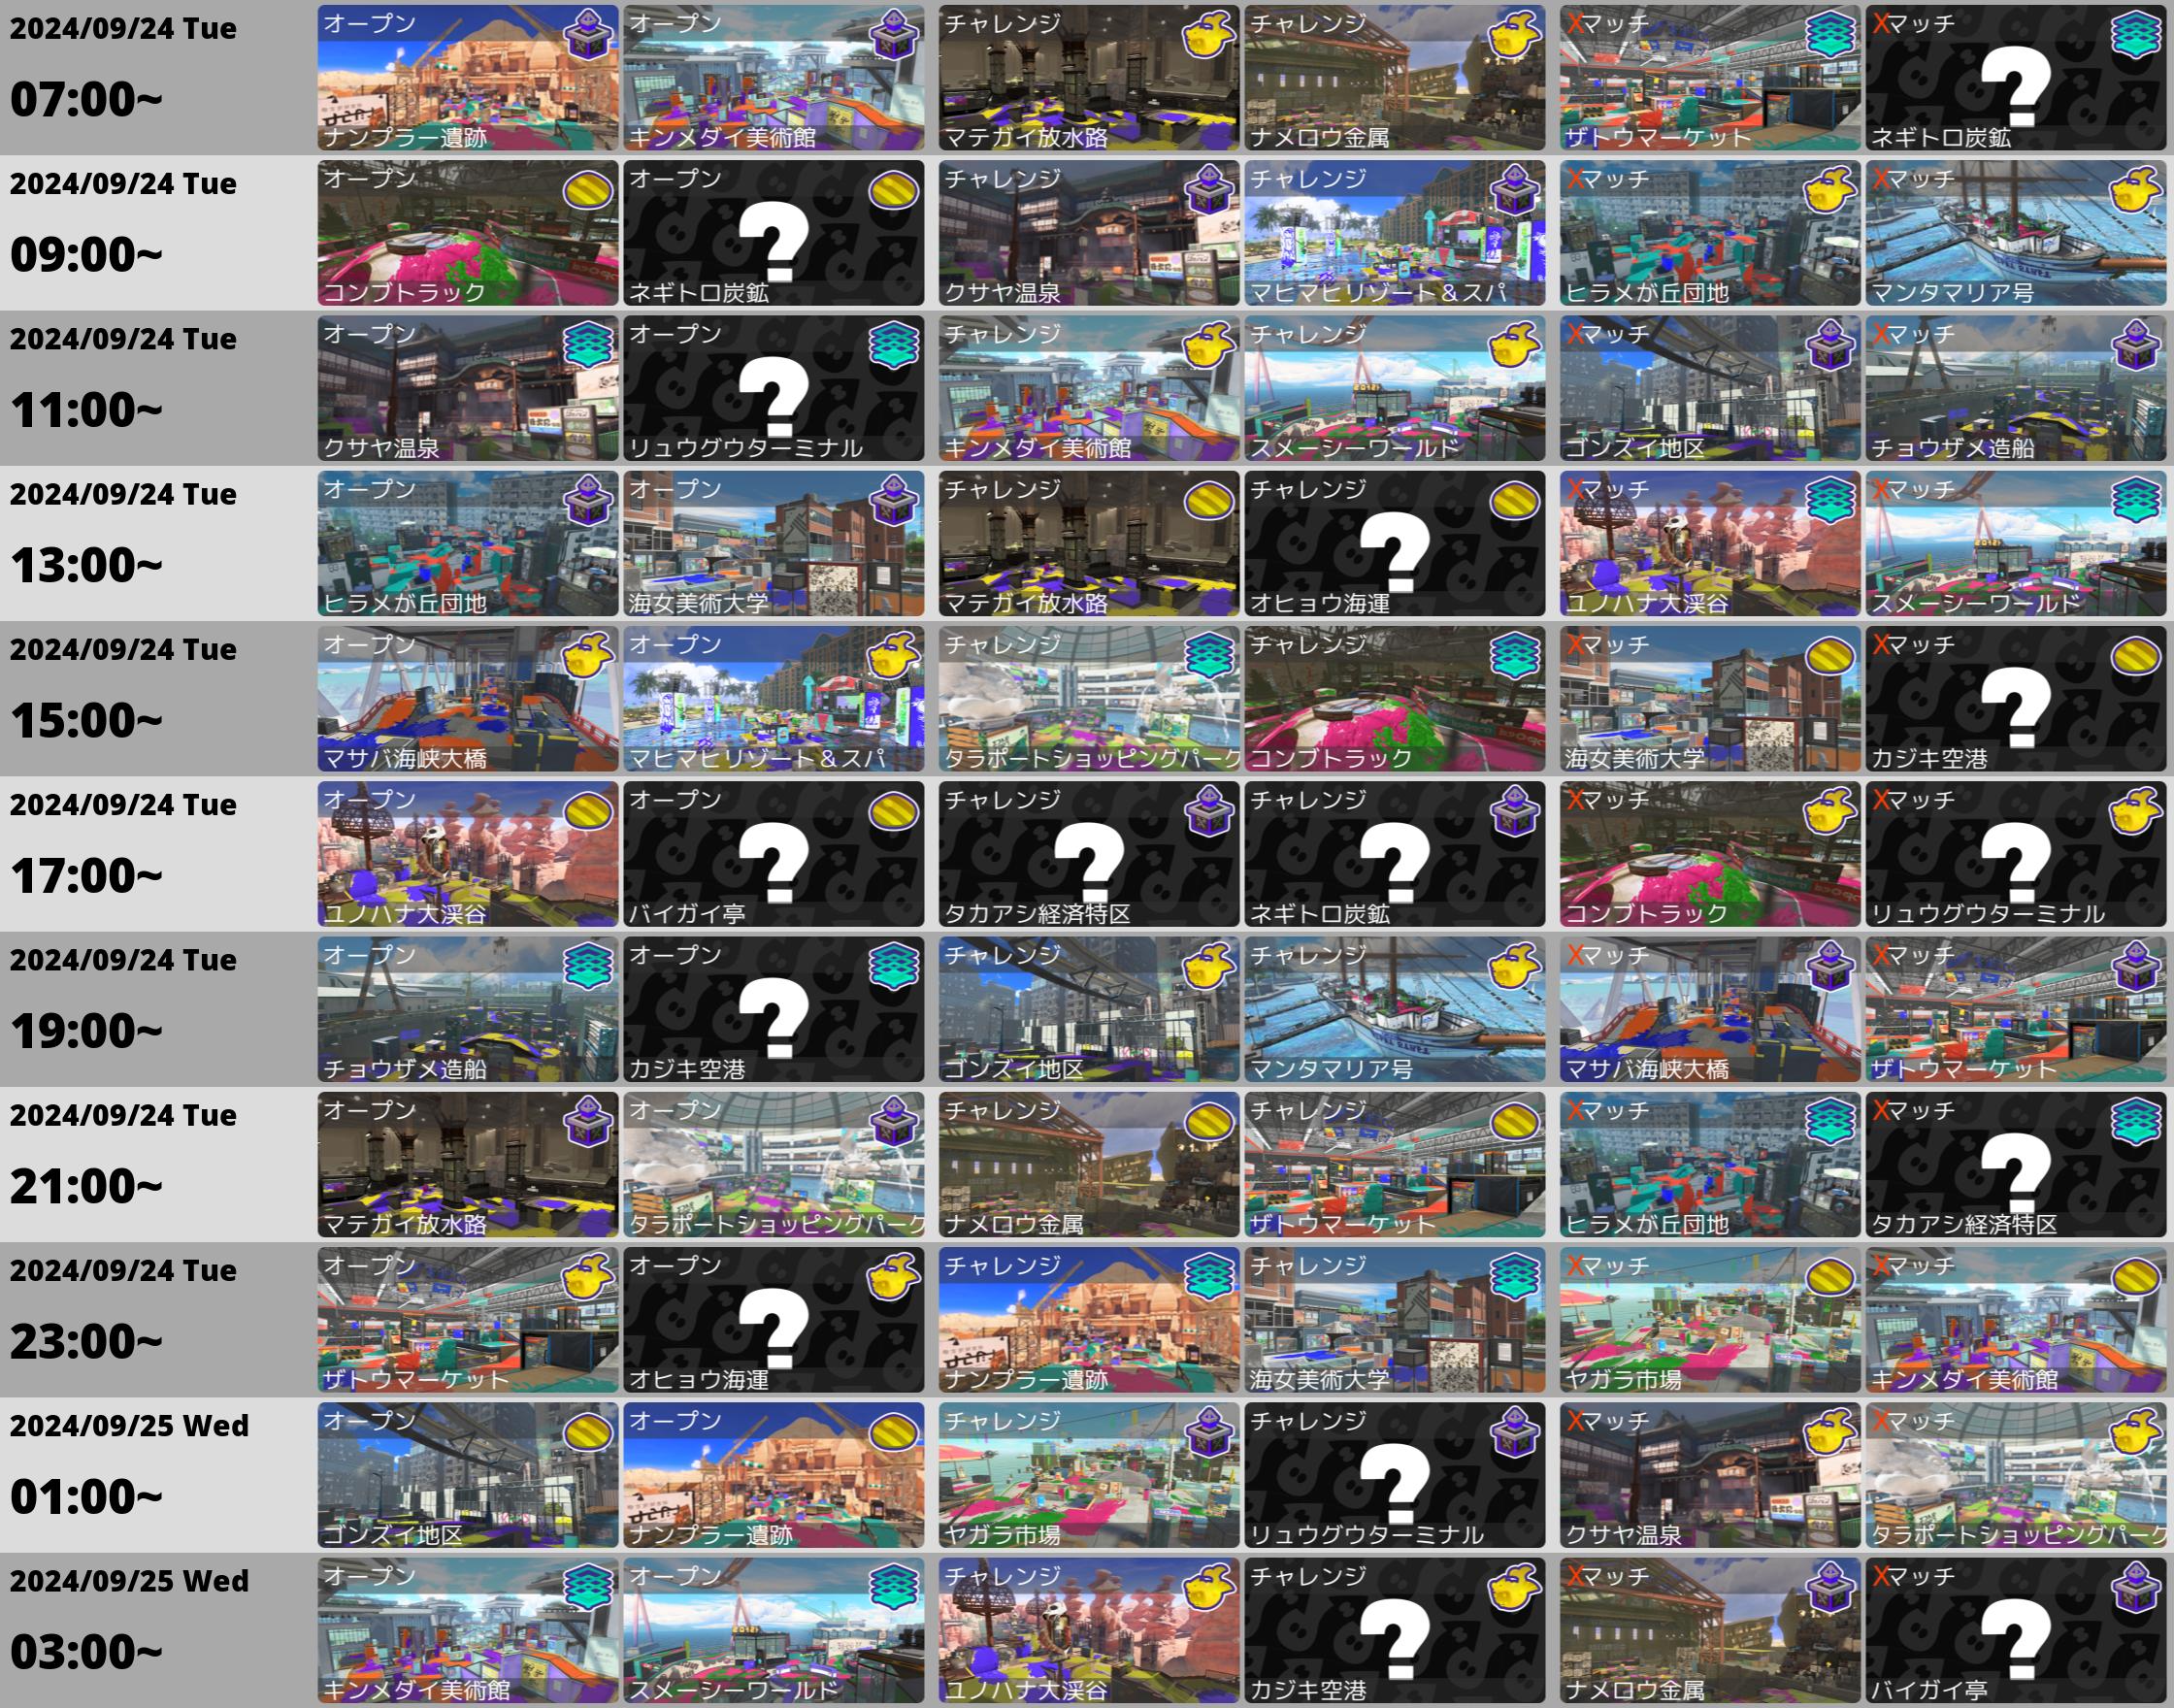 2024/09/24 Tue
07:00~
オープン
ナンプラー遺跡
オープン
キンメダイ美術館
チャレンジ
マテガイ放水路
チャレンジ
ナメロウ金属
Xマッチ
ザトウマーケット
Xマッチ
ネギトロ炭鉱
2024/09/24 Tue
09:00~
オープン
コンブトラック
オープン
ネギトロ炭鉱
チャレンジ
クサヤ温泉
チャレンジ
マヒマヒリゾート&スパ
Xマッチ
ヒラメが丘団地
Xマッチ
マンタマリア号
2024/09/24 Tue
11:00~
オープン
クサヤ温泉
オープン
リュウグウターミナル
チャレンジ
キンメダイ美術館
チャレンジ
スメーシーワールド
Xマッチ
ゴンズイ地区
Xマッチ
チョウザメ造船
2024/09/24 Tue
13:00~
オープン
ヒラメが丘団地
オープン
海女美術大学
チャレンジ
マテガイ放水路
チャレンジ
オヒョウ海運
Xマッチ
ユノハナ大渓谷
Xマッチ
スメーシーワールド
2024/09/24 Tue
15:00~
オープン
マサバ海峡大橋
オープン
マヒマヒリゾート&スパ
チャレンジ
タラポートショッピングパーク
チャレンジ
コンブトラック
Xマッチ
海女美術大学
Xマッチ
カジキ空港
2024/09/24 Tue
17:00~
オープン
ユノハナ大渓谷
オープン
バイガイ亭
チャレンジ
タカアシ経済特区
チャレンジ
ネギトロ炭鉱
Xマッチ
コンブトラック
Xマッチ
リュウグウターミナル
2024/09/24 Tue
19:00~
オープン
チョウザメ造船
オープン
カジキ空港
チャレンジ
ゴンズイ地区
チャレンジ
マンタマリア号
Xマッチ
マサバ海峡大橋
Xマッチ
ザトウマーケット
2024/09/24 Tue
21:00~
オープン
マテガイ放水路
オープン
タラポートショッピングパーク
チャレンジ
ナメロウ金属
チャレンジ
ザトウマーケット
Xマッチ
ヒラメが丘団地
Xマッチ
タカアシ経済特区
2024/09/24 Tue
23:00~
オープン
ザトウマーケット
オープン
オヒョウ海運
チャレンジ
ナンプラー遺跡
チャレンジ
海女美術大学
Xマッチ
ヤガラ市場
Xマッチ
キンメダイ美術館
2024/09/25 Wed
01:00~
オープン
ゴンズイ地区
オープン
ナンプラー遺跡
チャレンジ
ヤガラ市場
チャレンジ
リュウグウターミナル
Xマッチ
クサヤ温泉
Xマッチ
タラポートショッピングパーク
2024/09/25 Wed
03:00~
オープン
キンメダイ美術館
オープン
スメーシーワールド
チャレンジ
ユノハナ大渓谷
チャレンジ
カジキ空港
Xマッチ
ナメロウ金属
Xマッチ
バイガイ亭